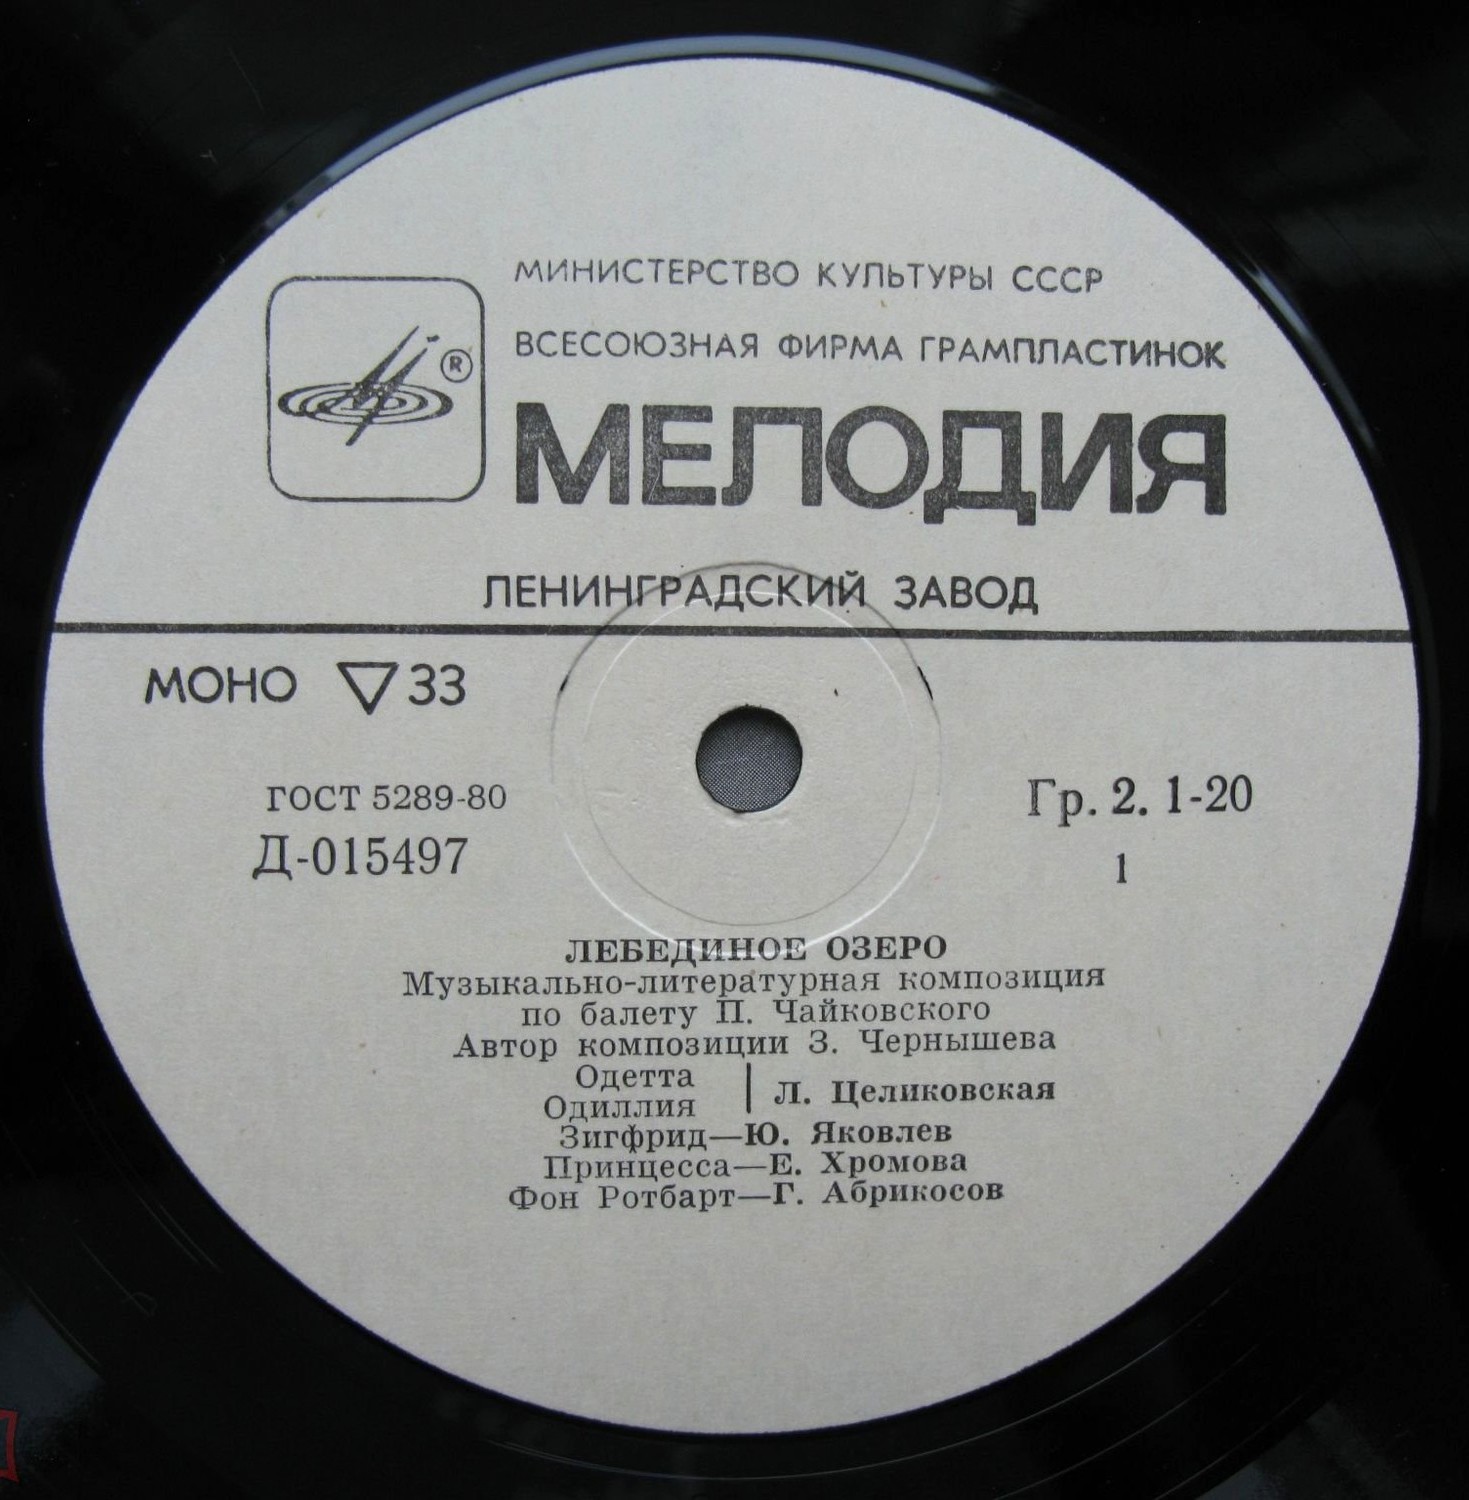 МИНИСТЕРСТВО КУЛЬТУРЫ СССР
ВСЕСОЮЗНАЯ ФИРМА ГРАМПЛАСТИНОК
®
МЕЛОДИЯ
ЛЕНИНГРАДСКИЙ ЗАВОД
МОНО ▽ 33
ГОСТ 5289-80
Гр. 2. 1-20
Д-015497
1
ЛЕБЕДИНОЕ ОЗЕРО
Музыкально-литературная композиция
по балету П. Чайковского
Автор композиции З. Чернышева
Одетта
Одиллия | Л. Целиковская
Зигфрид—Ю. Яковлев
Принцесса—Е. Хромова
Фон Ротбарт—Г. Абрикосов